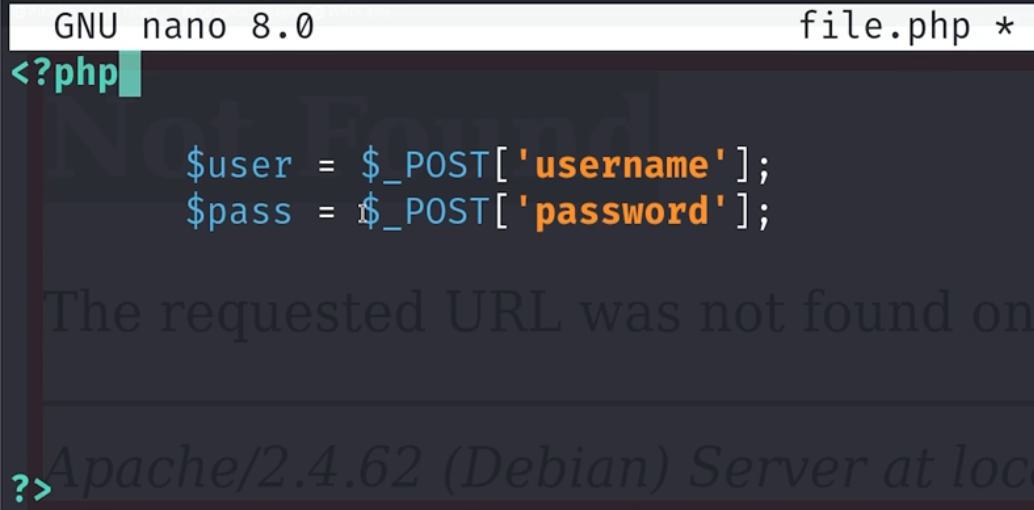 GNU nano 8.0 file.php *
<?php
Not Found
$user = $_POST['username'];
$pass = $_POST['password'];
The requested URL was not found on
Apache/2.4.62 (Debian) Server at loc
?>